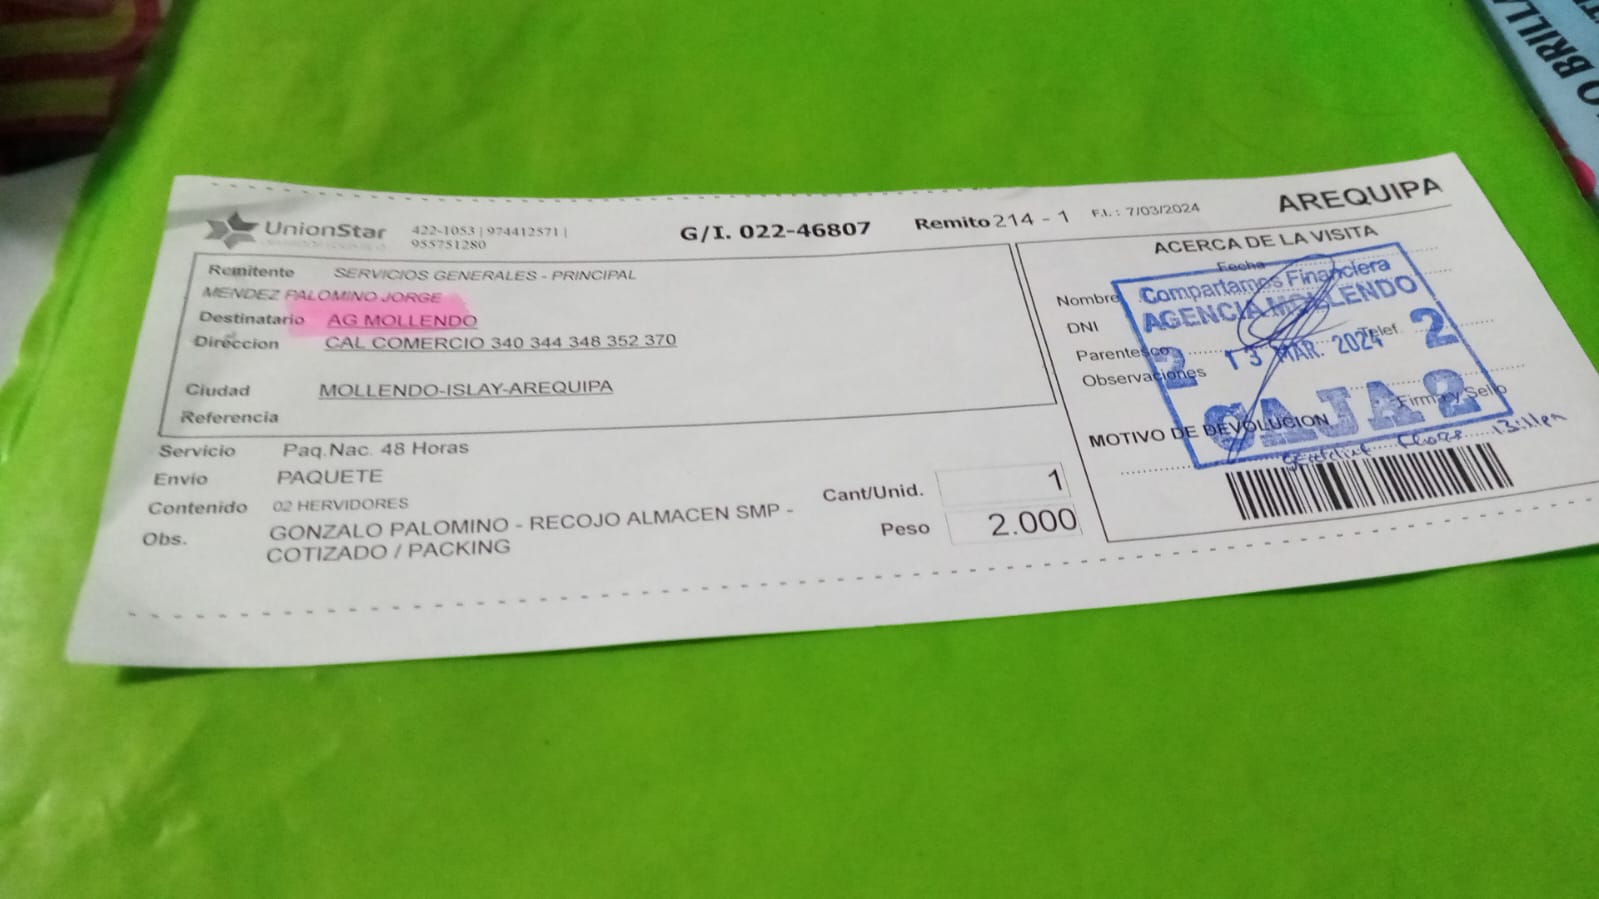 UnionStar
422-1053 | 974412571 |
955751280
G/I. 022-46807
Remito 214 - 1
F.I. : 7/03/2024
AREQUIPA
Remitente SERVICIOS GENERALES - PRINCIPAL
MENDEZ PALOMINO JORGE
Destinatario AG MOLLENDO
Direccion CAL COMERCIO 340 344 348 352 370
Ciudad MOLLENDO-ISLAY-AREQUIPA
Referencia
Servicio Paq.Nac. 48 Horas
Envio PAQUETE
Contenido 02 HERVIDORES
Obs. GONZALO PALOMINO - RECOJO ALMACEN SMP -
COTIZADO / PACKING
Cant/Unid. 1
Peso 2.000
ACERCA DE LA VISITA
Fecha
Nombre
DNI
Parentesco
Telef.
Observaciones
Firma y Sello
MOTIVO DE DEVOLUCION
Compartamos Financiera
AGENCIA MOLLENDO
2 13 MAR. 2024 2
CAJA 2
O BRILL